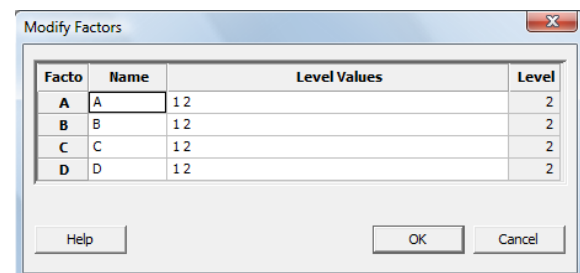 Modify Factors
Facto Name Level Values Level
A A 1 2 2
B B 1 2 2
C C 1 2 2
D D 1 2 2
Help OK Cancel